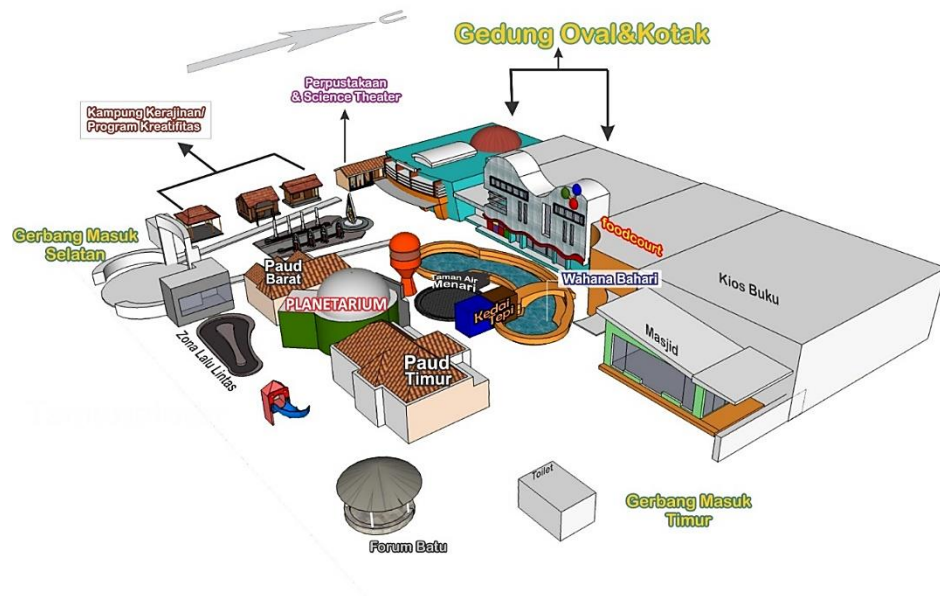 Gedung Oval&Kotak
Perpustakaan
& Science Theater
Kampung Kerajinan/
Program Kreatifitas
Gerbang Masuk
Selatan
foodcourt
Paud
Barat
Taman Air
Menari
Wahana Bahari
Kios Buku
PLANETARIUM
Kedai
Tepi
Masjid
Zona Lalu Lintas
Paud
Timur
Toilet
Gerbang Masuk
Timur
Forum Batu